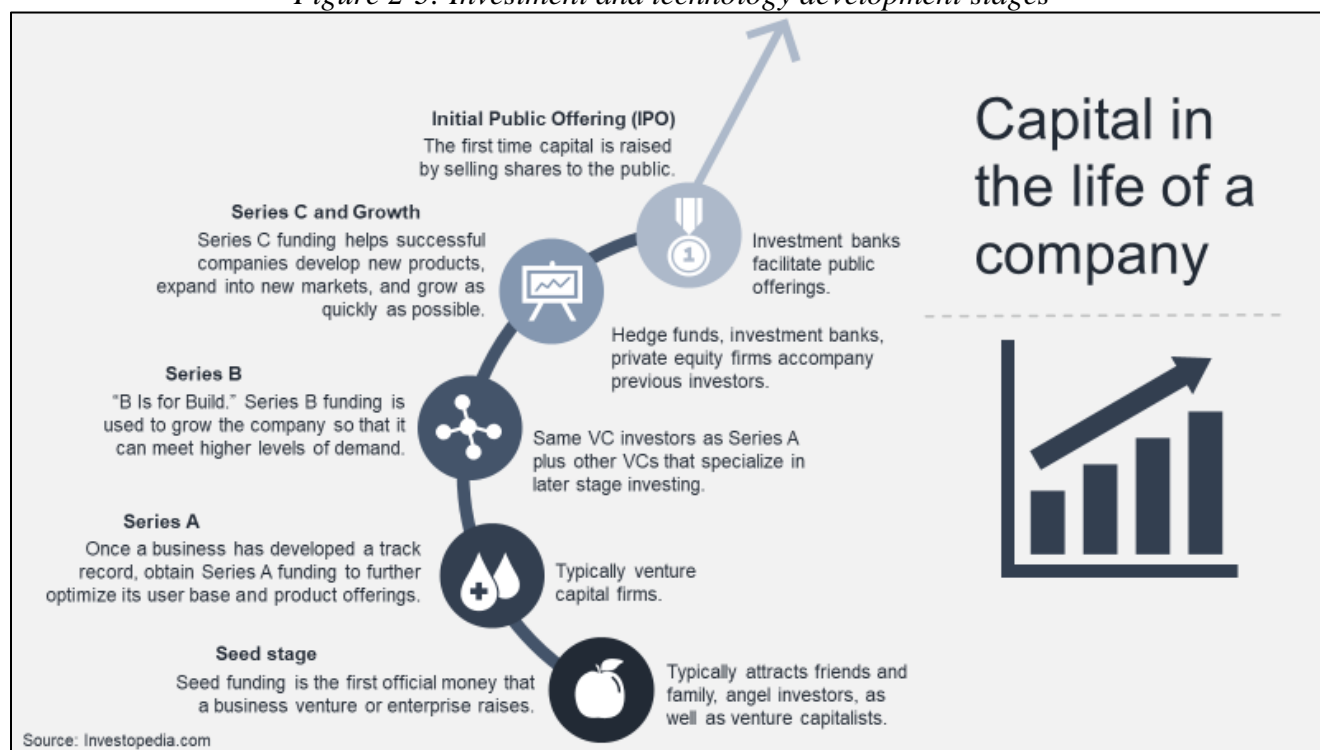 Figure 2-3: Investment and technology development stages
Capital in
the life of a
company
Initial Public Offering (IPO)
The first time capital is raised
by selling shares to the public.
Investment banks
facilitate public
offerings.
Series C and Growth
Series C funding helps successful
companies develop new products,
expand into new markets, and grow as
quickly as possible.
Hedge funds, investment banks,
private equity firms accompany
previous investors.
Series B
“B Is for Build.” Series B funding is
used to grow the company so that it
can meet higher levels of demand.
Same VC investors as Series A
plus other VCs that specialize in
later stage investing.
Series A
Once a business has developed a track
record, obtain Series A funding to further
optimize its user base and product offerings.
Typically venture
capital firms.
Seed stage
Seed funding is the first official money that
a business venture or enterprise raises.
Typically attracts friends and
family, angel investors, as
well as venture capitalists.
1
Source: Investopedia.com